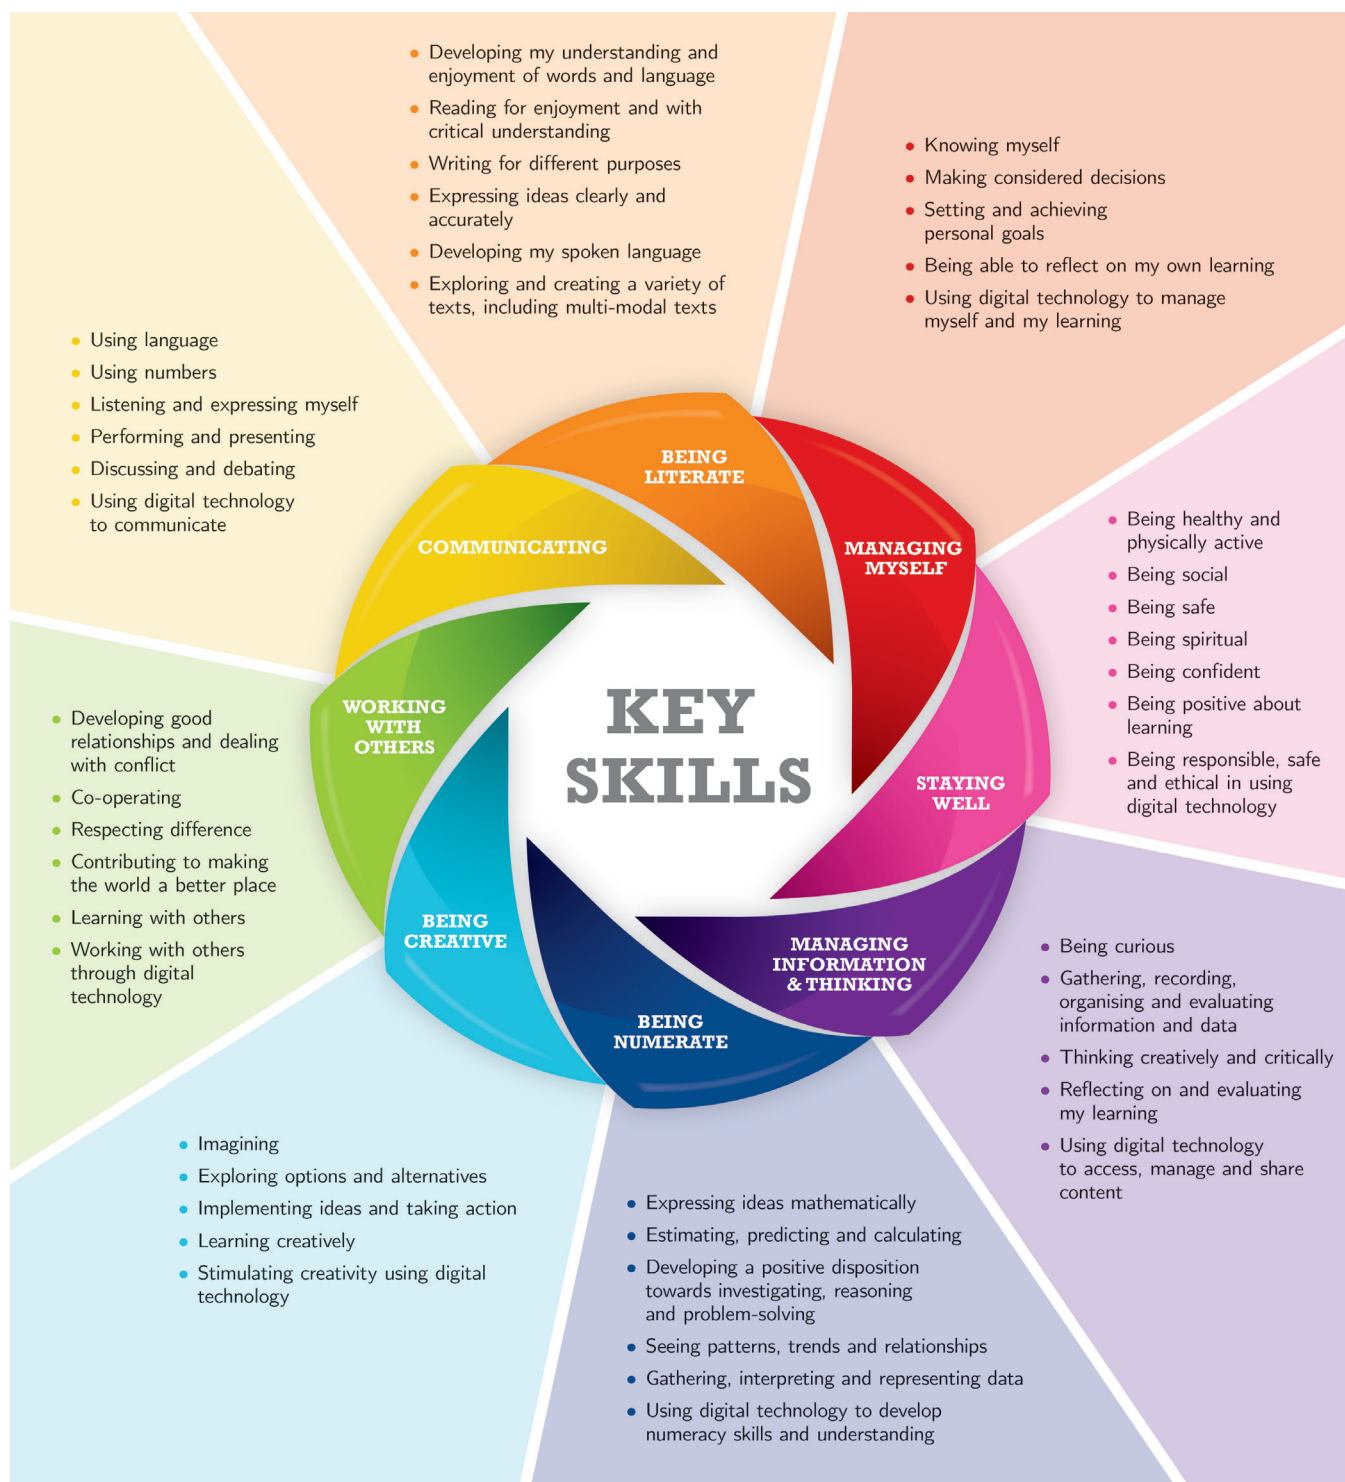 • Developing my understanding and
enjoyment of words and language
• Reading for enjoyment and with
critical understanding
• Writing for different purposes
• Expressing ideas clearly and
accurately
• Developing my spoken language
• Exploring and creating a variety of
texts, including multi-modal texts
• Knowing myself
• Making considered decisions
• Setting and achieving
personal goals
• Being able to reflect on my own learning
• Using digital technology to manage
myself and my learning
• Using language
• Using numbers
• Listening and expressing myself
• Performing and presenting
• Discussing and debating
• Using digital technology
to communicate
BEING
LITERATE
COMMUNICATING
MANAGING
MYSELF
• Being healthy and
physically active
• Being social
• Being safe
• Being spiritual
• Being confident
• Being positive about
learning
• Being responsible, safe
and ethical in using
digital technology
WORKING
WITH
OTHERS
KEY
SKILLS
STAYING
WELL
• Developing good
relationships and dealing
with conflict
• Co-operating
• Respecting difference
• Contributing to making
the world a better place
• Learning with others
• Working with others
through digital
technology
BEING
CREATIVE
MANAGING
INFORMATION
& THINKING
BEING
NUMERATE
• Being curious
• Gathering, recording,
organising and evaluating
information and data
• Thinking creatively and critically
• Reflecting on and evaluating
my learning
• Using digital technology
to access, manage and share
content
• Imagining
• Exploring options and alternatives
• Implementing ideas and taking action
• Learning creatively
• Stimulating creativity using digital
technology
• Expressing ideas mathematically
• Estimating, predicting and calculating
• Developing a positive disposition
towards investigating, reasoning
and problem-solving
• Seeing patterns, trends and relationships
• Gathering, interpreting and representing data
• Using digital technology to develop
numeracy skills and understanding